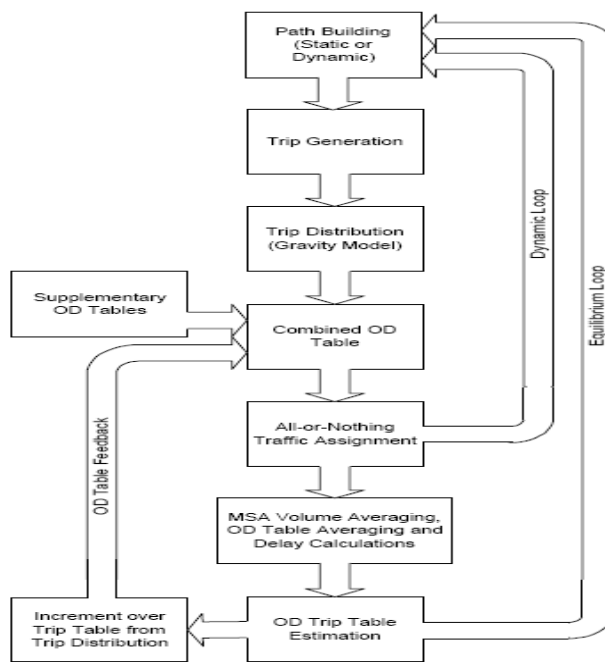 Path Building
(Static or
Dynamic)
Trip Generation
Trip Distribution
(Gravity Model)
Supplementary
OD Tables
Combined OD
Table
All-or-Nothing
Traffic Assignment
MSA Volume Averaging,
OD Table Averaging and
Delay Calculations
OD Trip Table
Estimation
Increment over
Trip Table from
Trip Distribution
OD Table Feedback
Dynamic Loop
Equilibrium Loop